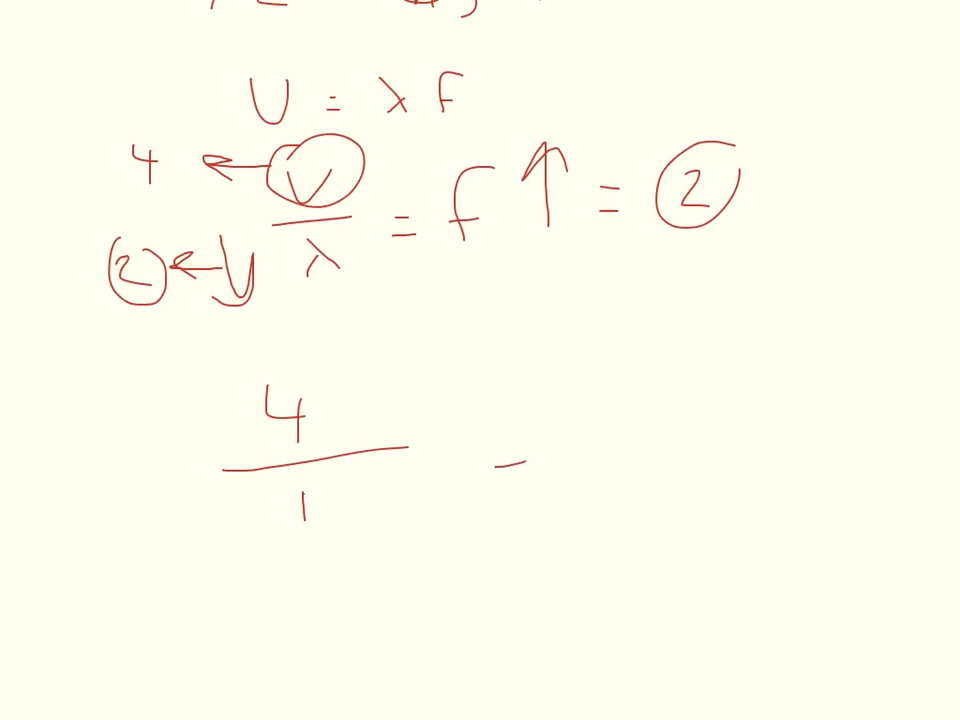 V = λ F
4 ← V / λ = F ↑ = 2
2 ←
4 / 1 -